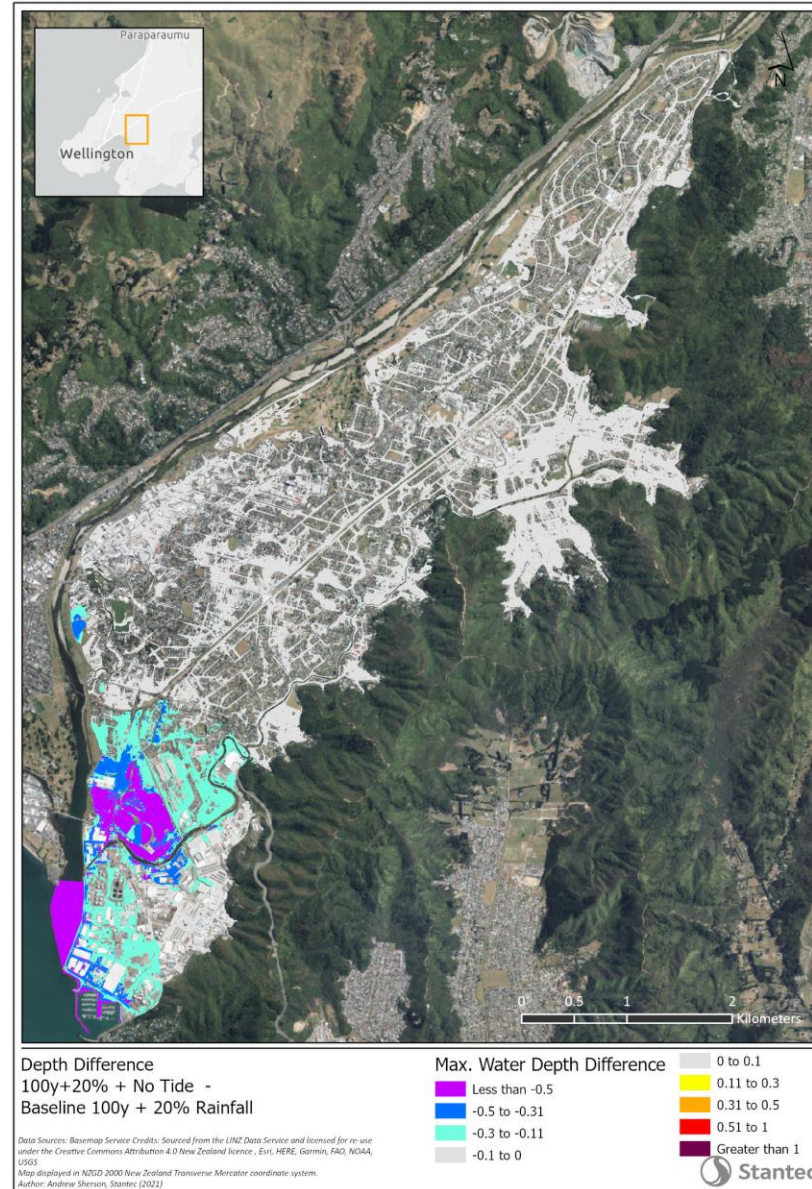 Paraparaumu
Wellington
N
0 0.5 1 2
Kilometers
Depth Difference
100y+20% + No Tide -
Baseline 100y + 20% Rainfall
Data Sources: Basemap Service Credits: Sourced from the LINZ Data Service and licensed for re-use
under the Creative Commons Attribution 4.0 New Zealand licence , Esri, HERE, Garmin, FAO, NOAA,
USGS
Map displayed in NZGD 2000 New Zealand Transverse Mercator coordinate system.
Author: Andrew Sherson, Stantec (2021)
Max. Water Depth Difference
Less than -0.5
-0.5 to -0.31
-0.3 to -0.11
-0.1 to 0
0 to 0.1
0.11 to 0.3
0.31 to 0.5
0.51 to 1
Greater than 1
Stantec